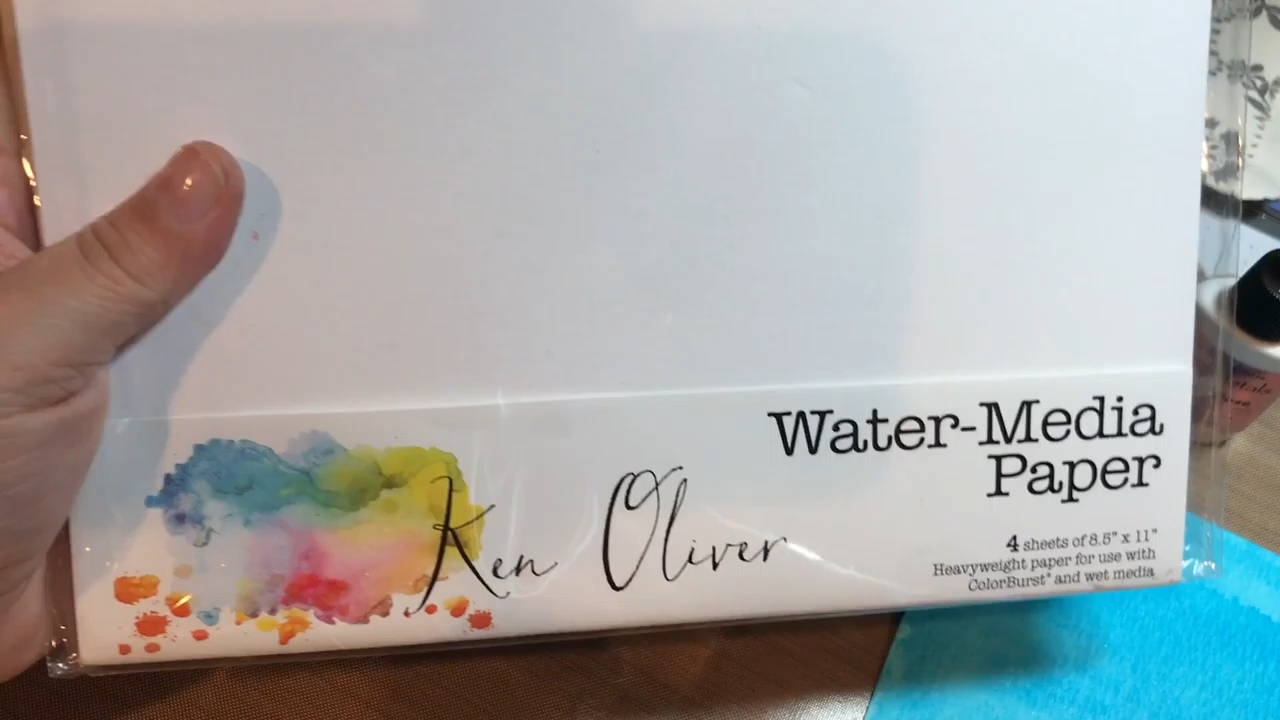 Water-Media
Paper
Ken Oliver
4 sheets of 8.5" x 11"
Heavyweight paper for use with
ColorBurst® and wet media